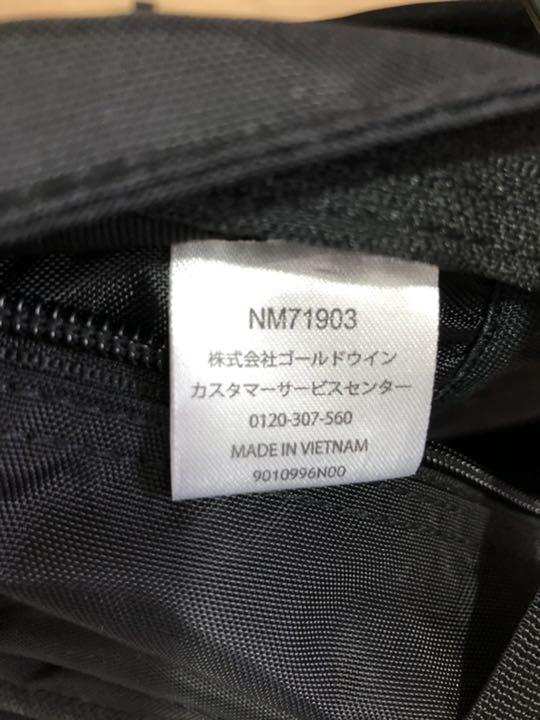 NM71903
株式会社ゴールドウイン
カスタマーサービスセンター
0120-307-560
MADE IN VIETNAM
9010996N00